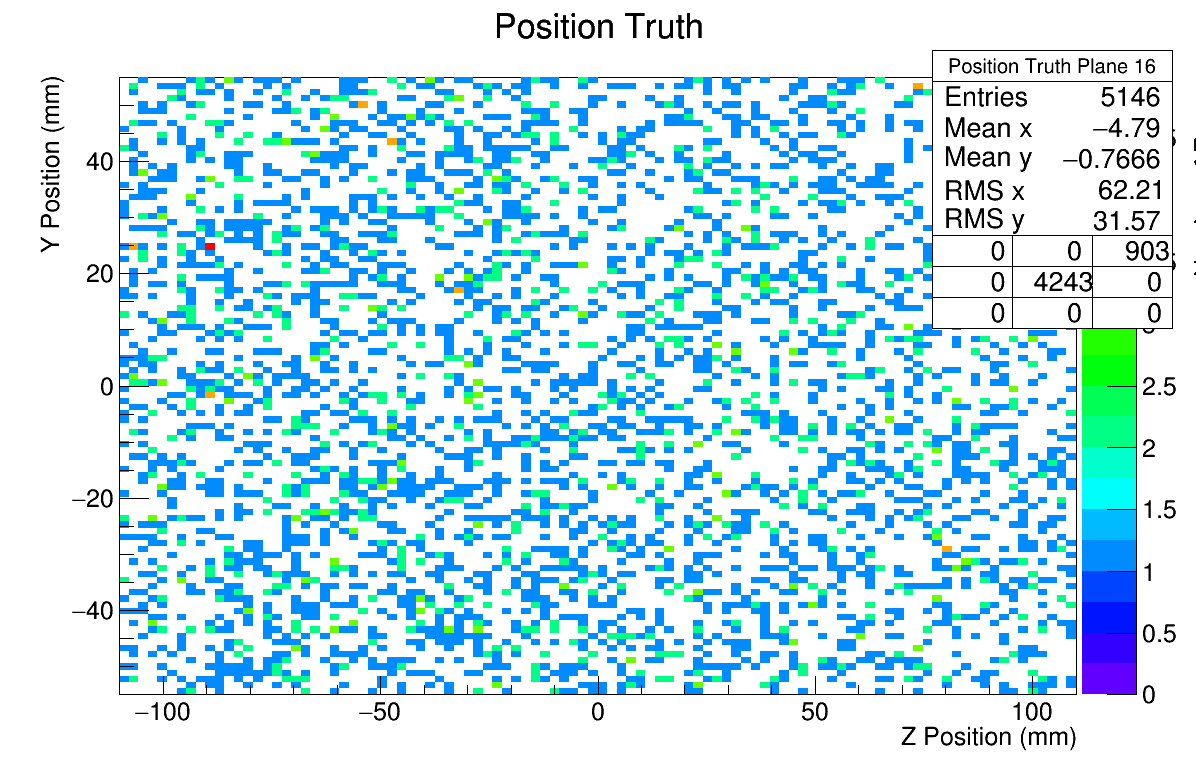 Position Truth
Position Truth Plane 16
Entries 5146
Mean x −4.79
Mean y −0.7666
RMS x 62.21
RMS y 31.57
0 0 903
0 4243 0
0 0 0
Y Position (mm)
40
20
0
−20
−40
−100 −50 0 50 100
Z Position (mm)
2.5
2
1.5
1
0.5
0